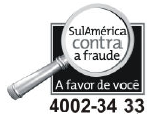 SulAmérica
contra
a fraude
A favor de você
4002-34 33